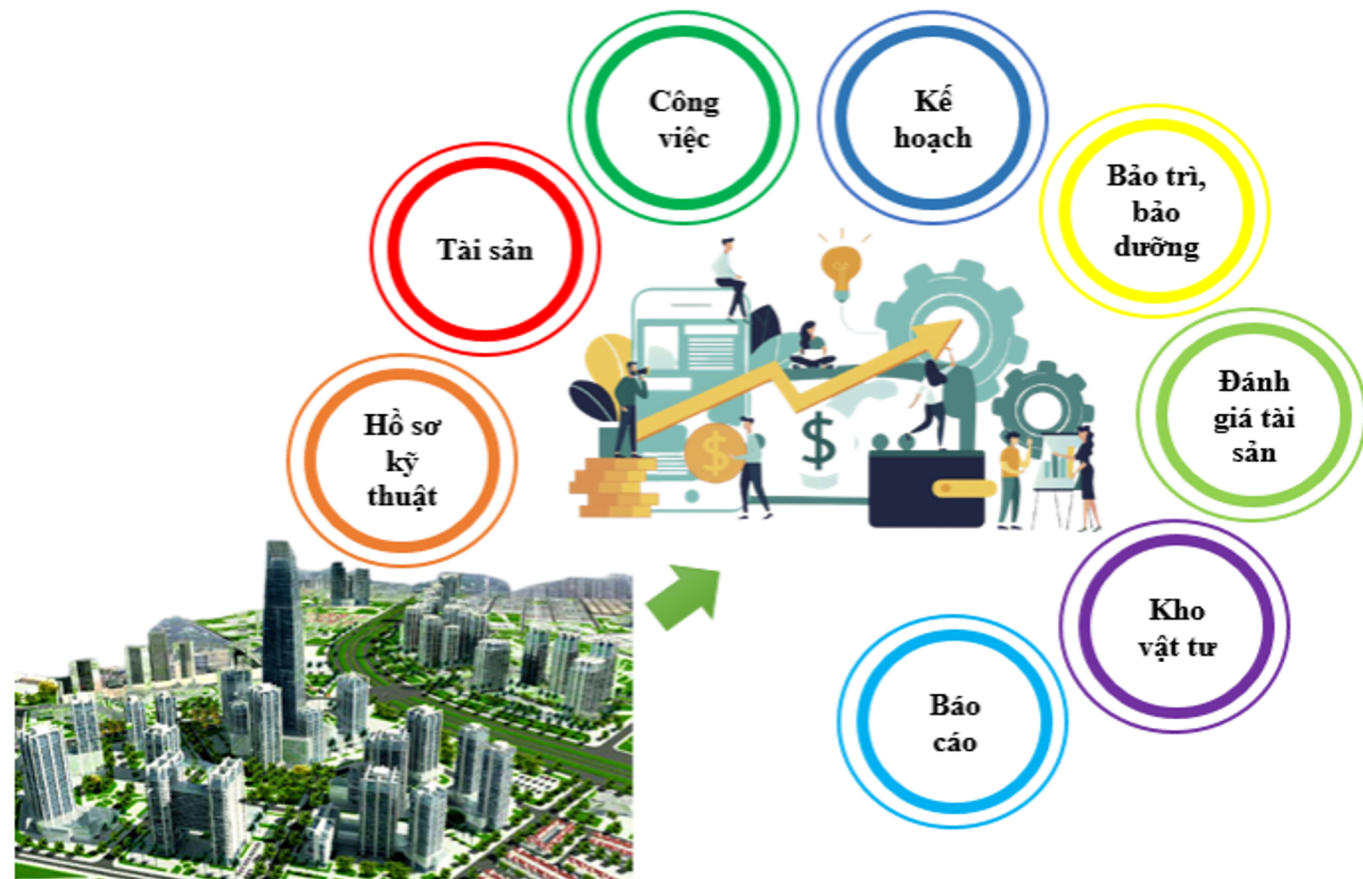 Công
việc
Kế
hoạch
Bảo trì,
bảo
dưỡng
Tài sản
Đánh
giá tài
sản
Hồ sơ
kỹ
thuật
Kho
vật tư
Báo
cáo
$
$